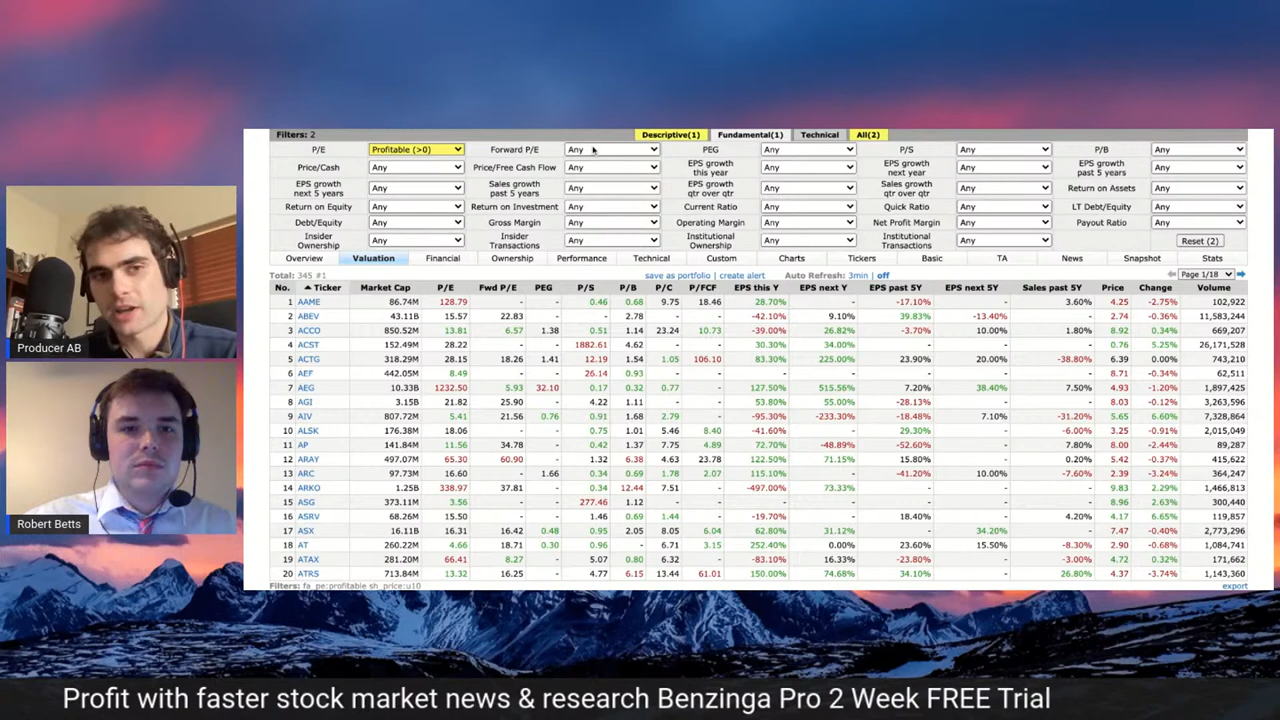 Filters: 2 Descriptive(1) Fundamental(1) Technical All(2)
P/E Profitable (>0) Forward P/E Any PEG Any P/S Any P/B Any
Price/Cash Any Price/Free Cash Flow Any EPS growth this year Any EPS growth next year Any EPS growth past 5 years Any
EPS growth next 5 years Any Sales growth past 5 years Any EPS growth qtr over qtr Any Sales growth qtr over qtr Any Return on Assets Any
Return on Equity Any Return on Investment Any Current Ratio Any Quick Ratio Any LT Debt/Equity Any
Debt/Equity Any Gross Margin Any Operating Margin Any Net Profit Margin Any Payout Ratio Any
Insider Ownership Any Insider Transactions Any Institutional Ownership Any Institutional Transactions Any Reset (2)
Overview Valuation Financial Ownership Performance Technical Custom Charts Tickers Basic TA News Snapshot Stats
Total: 345 #1 save as portfolio | create alert Auto Refresh: 3min | off Page 1/18
No. Ticker Market Cap P/E Fwd P/E PEG P/S P/B P/C P/FCF EPS this Y EPS next Y EPS past 5Y EPS next 5Y Sales past 5Y Price Change Volume
1 AAME 86.74M 128.79 - - 0.46 0.68 9.75 18.46 28.70% - -17.10% - 3.60% 4.25 -2.75% 102,922
2 ABEV 43.11B 15.57 22.83 - - 2.78 - - -42.10% 9.10% 39.83% -13.40% - 2.74 -0.36% 11,583,244
3 ACCO 850.52M 13.81 6.57 1.38 0.51 1.14 23.24 10.73 -39.00% 26.82% -3.70% 10.00% 1.80% 8.92 0.34% 669,207
4 ACST 152.49M 28.22 - - 1882.61 4.62 - - 30.30% 34.00% - - - 0.76 5.25% 26,171,528
5 ACTG 318.29M 28.15 18.26 1.41 12.19 1.54 1.05 106.10 83.30% 225.00% 23.90% 20.00% -38.80% 6.39 0.00% 743,210
6 AEF 442.05M 8.49 - - 26.14 0.93 - - - - - - - 8.71 -0.34% 62,511
7 AEG 10.33B 1232.50 5.93 32.10 0.17 0.32 0.77 - 127.50% 515.56% 7.20% 38.40% 7.50% 4.93 -1.20% 1,897,425
8 AGI 3.15B 21.82 25.90 - 4.22 1.11 - - 53.80% 55.00% -28.13% - - 8.03 -0.12% 3,263,596
9 AIV 807.72M 5.41 21.56 0.76 0.91 1.68 2.79 - -95.30% -233.30% -18.48% 7.10% -31.20% 5.65 6.60% 7,328,864
10 ALSK 176.38M 18.06 - - 0.75 1.01 5.46 8.40 -41.60% - 29.30% - -6.00% 3.25 -0.91% 2,015,049
11 AP 141.84M 11.56 34.78 - 0.42 1.37 7.75 4.89 72.70% -48.89% -52.60% - 7.80% 8.00 -2.44% 89,287
12 ARAY 497.07M 65.30 60.90 - 1.32 6.38 4.63 23.78 122.50% 71.15% 15.80% - 0.20% 5.42 -0.37% 415,622
13 ARC 97.73M 16.60 - 1.66 0.34 0.69 1.78 2.07 115.10% - -41.20% 10.00% -7.60% 2.39 -3.24% 364,247
14 ARKO 1.25B 338.97 37.81 - 0.34 12.44 7.51 - -497.00% 73.33% - - - 9.83 2.29% 1,466,813
15 ASG 373.11M 3.56 - - 277.46 1.12 - - - - - - - 8.96 2.63% 300,440
16 ASRV 68.26M 15.50 - - 1.46 0.69 1.44 - -19.70% - 18.40% - 4.20% 4.17 6.65% 119,857
17 ASX 16.11B 16.31 16.42 0.48 0.95 2.05 8.05 6.04 62.80% 31.12% - 34.20% - 7.47 -0.40% 2,773,296
18 AT 260.22M 4.66 18.71 0.30 0.96 - 6.71 3.15 252.40% 0.00% 23.60% 15.50% -8.30% 2.90 -0.68% 1,084,741
19 ATAX 281.20M 66.41 8.27 - 5.07 0.80 6.32 - -83.10% 16.33% -23.80% - -3.00% 4.72 0.32% 171,662
20 ATRS 713.84M 13.32 16.25 - 4.77 6.15 13.44 61.01 150.00% 74.68% 34.10% - 26.80% 4.37 -3.74% 1,143,360
Filters: fa_pe:profitable sh_price:u10 export
Producer AB
Robert Betts
Profit with faster stock market news & research Benzinga Pro 2 Week FREE Trial